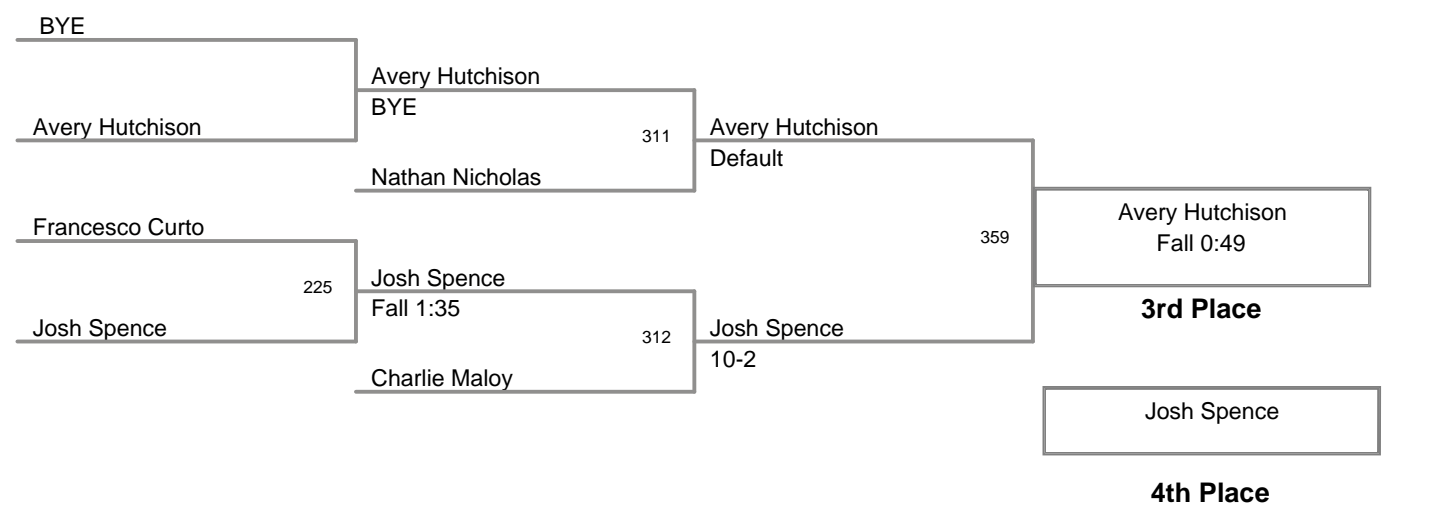 BYE
Avery Hutchison
BYE
Avery Hutchison
311
Avery Hutchison
Default
Nathan Nicholas
Francesco Curto
359
Avery Hutchison
Fall 0:49
3rd Place
225
Josh Spence
Fall 1:35
Josh Spence
312
Josh Spence
10-2
Charlie Maloy
Josh Spence
4th Place